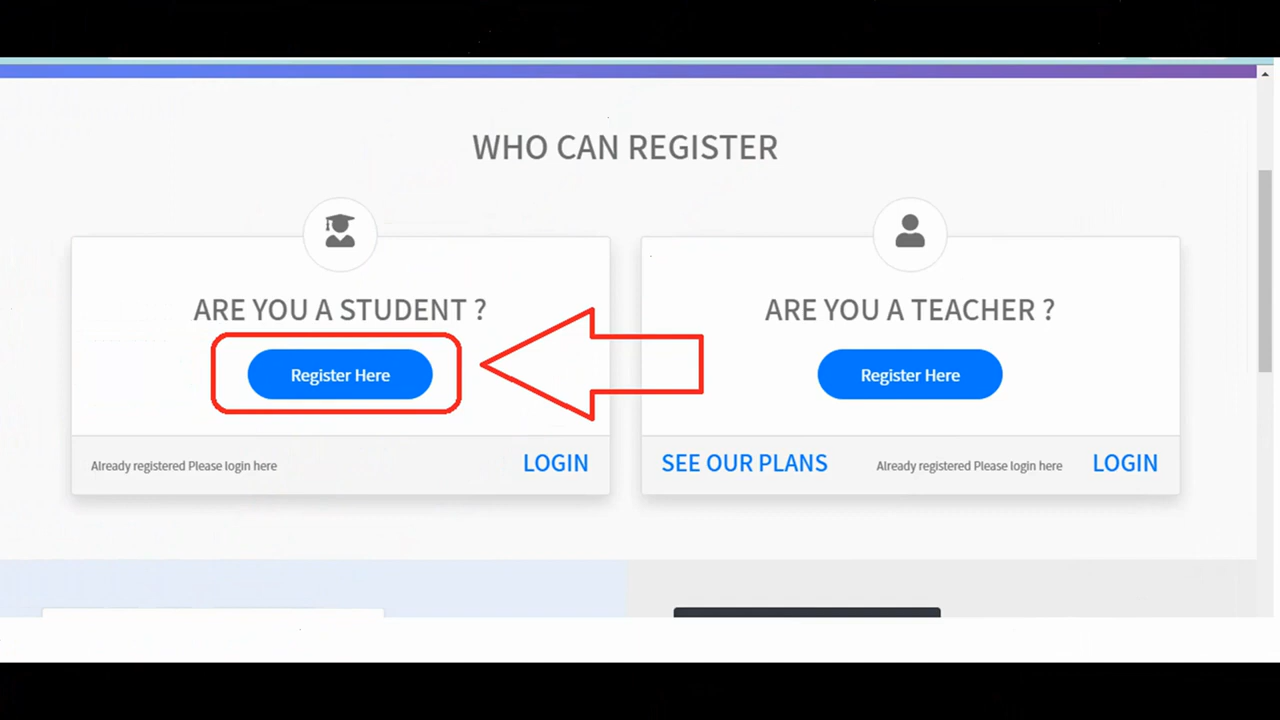 WHO CAN REGISTER
ARE YOU A STUDENT ?
Register Here
Already registered Please login here
LOGIN
ARE YOU A TEACHER ?
Register Here
SEE OUR PLANS
Already registered Please login here
LOGIN